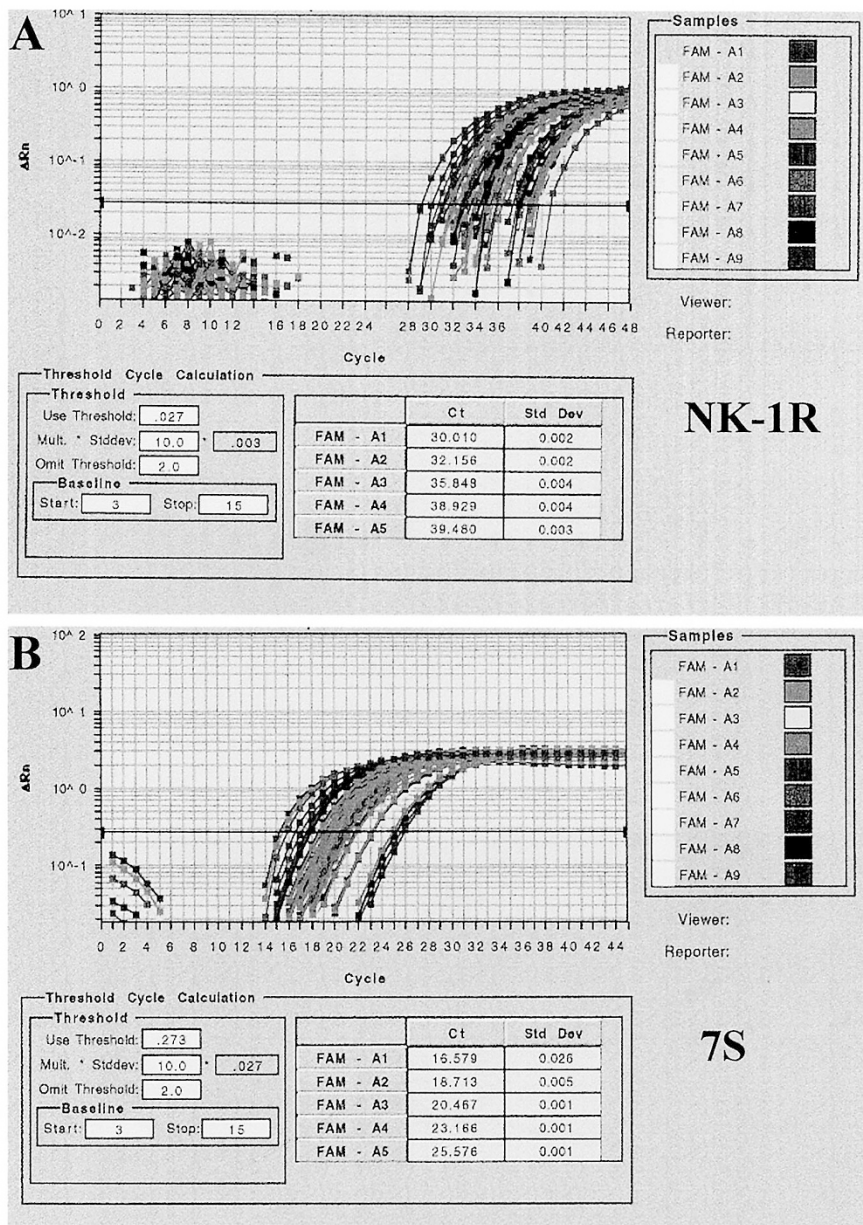 A
10^ 1
10^ 0
10^-1
10^-2
ΔRn
0 2 4 6 8 10 12 14 16 18 20 22 24 26 28 30 32 34 36 38 40 42 44 46 48
Cycle
Samples
FAM - A1
FAM - A2
FAM - A3
FAM - A4
FAM - A5
FAM - A6
FAM - A7
FAM - A8
FAM - A9
Viewer:
Reporter:
NK-1R
Threshold Cycle Calculation
Threshold
Use Threshold: .027
Mult. * Stddev: 10.0 * .003
Omit Threshold: 2.0
Baseline
Start: 3 Stop: 15
Ct Std Dev
FAM - A1 30.010 0.002
FAM - A2 32.156 0.002
FAM - A3 35.848 0.004
FAM - A4 38.929 0.004
FAM - A5 39.480 0.003
B
10^ 2
10^ 1
10^ 0
10^-1
ΔRn
0 2 4 6 8 10 12 14 16 18 20 22 24 26 28 30 32 34 36 38 40 42 44
Cycle
Samples
FAM - A1
FAM - A2
FAM - A3
FAM - A4
FAM - A5
FAM - A6
FAM - A7
FAM - A8
FAM - A9
Viewer:
Reporter:
7S
Threshold Cycle Calculation
Threshold
Use Threshold: .273
Mult. * Stddev: 10.0 * .027
Omit Threshold: 2.0
Baseline
Start: 3 Stop: 15
Ct Std Dev
FAM - A1 16.579 0.026
FAM - A2 18.713 0.005
FAM - A3 20.467 0.001
FAM - A4 23.166 0.001
FAM - A5 25.576 0.001